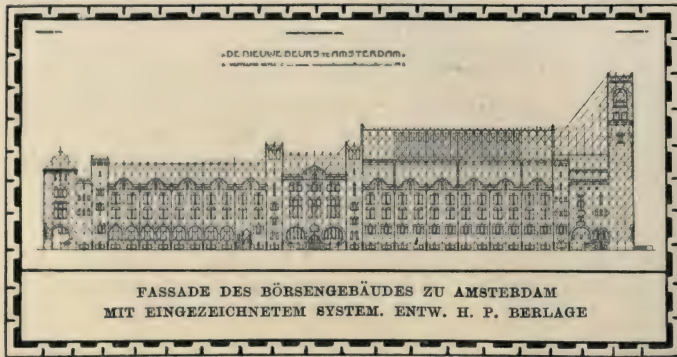 DE NIEUWE BEURS TE AMSTERDAM.
FASSADE DES BÖRSENGEBÄUDES ZU AMSTERDAM
MIT EINGEZEICHNETEM SYSTEM. ENTW. H. P. BERLAGE